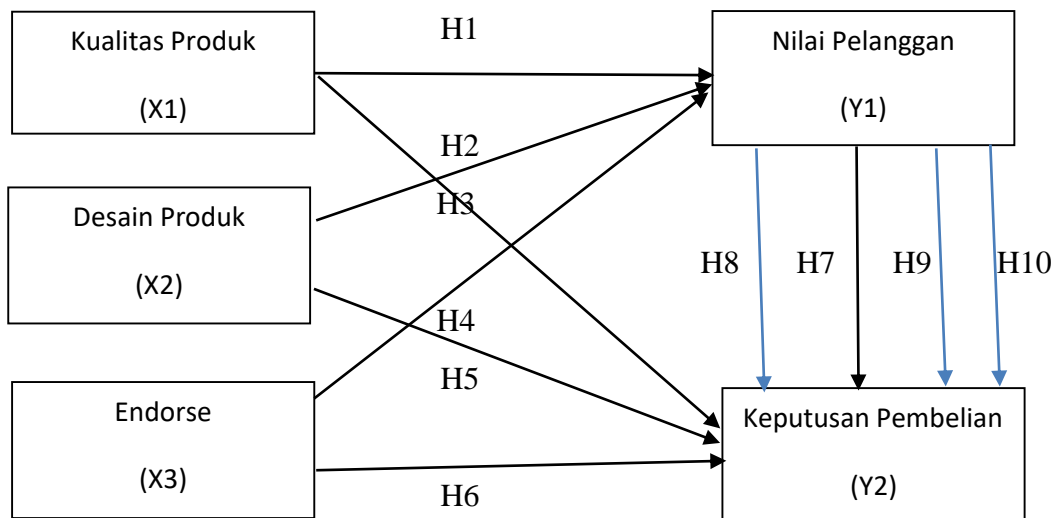 Kualitas Produk
(X1)
H1
Nilai Pelanggan
(Y1)
H2
H3
Desain Produk
(X2)
H8
H7
H9
H10
H4
H5
Endorse
(X3)
H6
Keputusan Pembelian
(Y2)